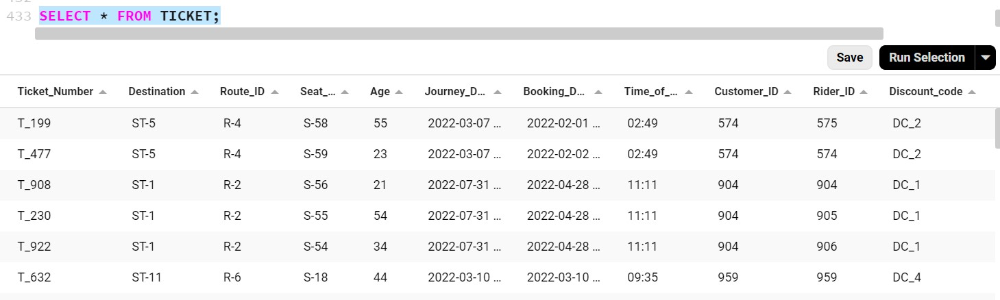 433 SELECT * FROM TICKET;
Save Run Selection
Ticket_Number Destination Route_ID Seat_... Age Journey_D... Booking_D... Time_of_... Customer_ID Rider_ID Discount_code
T_199 ST-5 R-4 S-58 55 2022-03-07 ... 2022-02-01 ... 02:49 574 575 DC_2
T_477 ST-5 R-4 S-59 23 2022-03-07 ... 2022-02-02 ... 02:49 574 574 DC_2
T_908 ST-1 R-2 S-56 21 2022-07-31 ... 2022-04-28 ... 11:11 904 904 DC_1
T_230 ST-1 R-2 S-55 54 2022-07-31 ... 2022-04-28 ... 11:11 904 905 DC_1
T_922 ST-1 R-2 S-54 34 2022-07-31 ... 2022-04-28 ... 11:11 904 906 DC_1
T_632 ST-11 R-6 S-18 44 2022-03-10 ... 2022-03-10 ... 09:35 959 959 DC_4